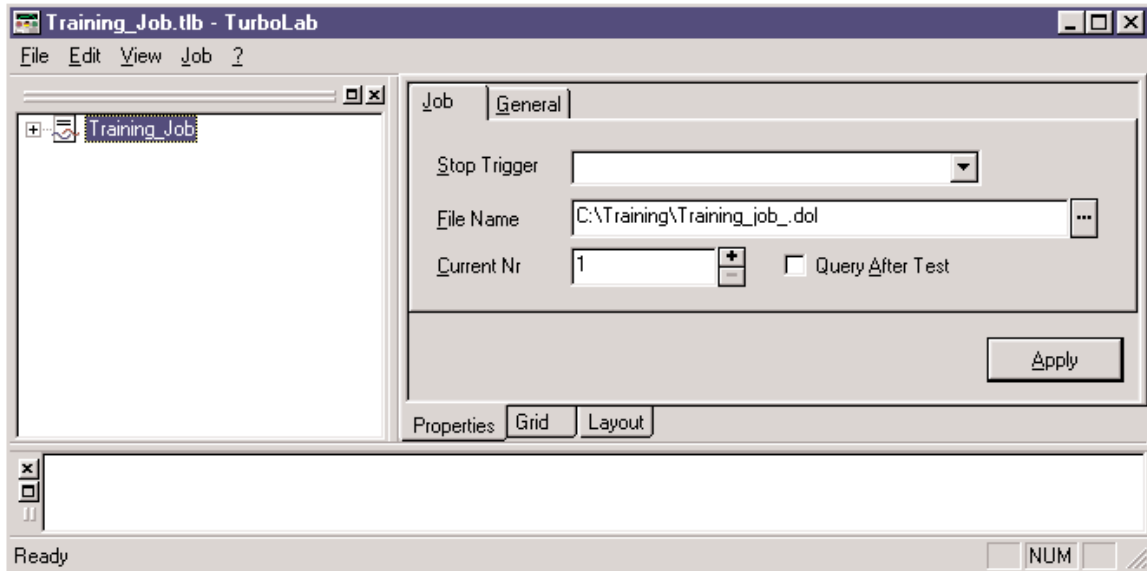 Training_Job.tlb - TurboLab
File Edit View Job ?
Training_Job
Job General
Stop Trigger
File Name C:\Training\Training_job_.dol ...
Current Nr 1 Query After Test
Apply
Properties Grid Layout
Ready NUM